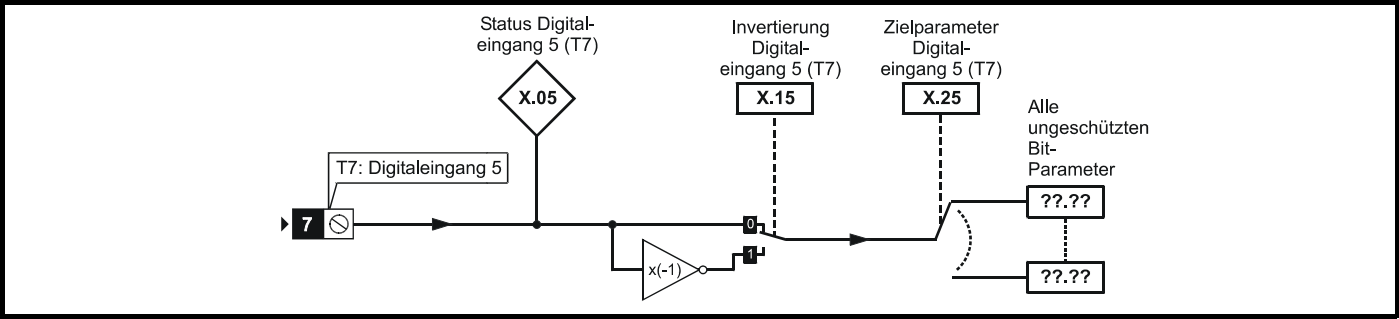 Status Digital-
eingang 5 (T7)
X.05
Invertierung
Digital-
eingang 5 (T7)
X.15
Zielparameter
Digital-
eingang 5 (T7)
X.25
Alle
ungeschützten
Bit-
Parameter
??.??
??.??
T7: Digitaleingang 5
7
0
1
x(-1)